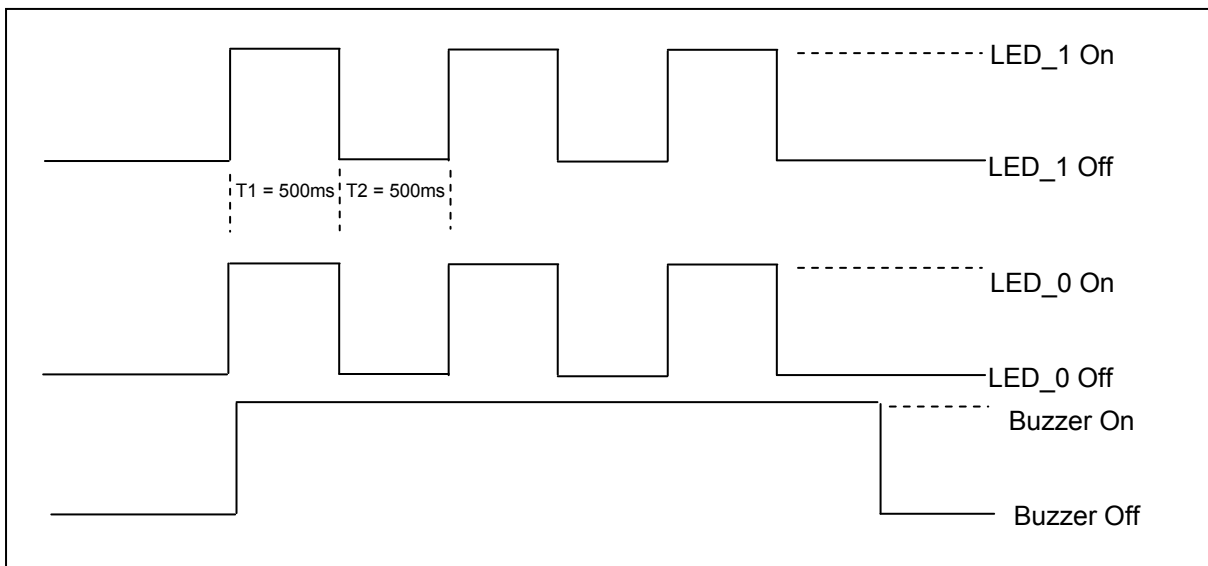 LED_1 On
LED_1 Off
T1 = 500ms T2 = 500ms
LED_0 On
LED_0 Off
Buzzer On
Buzzer Off